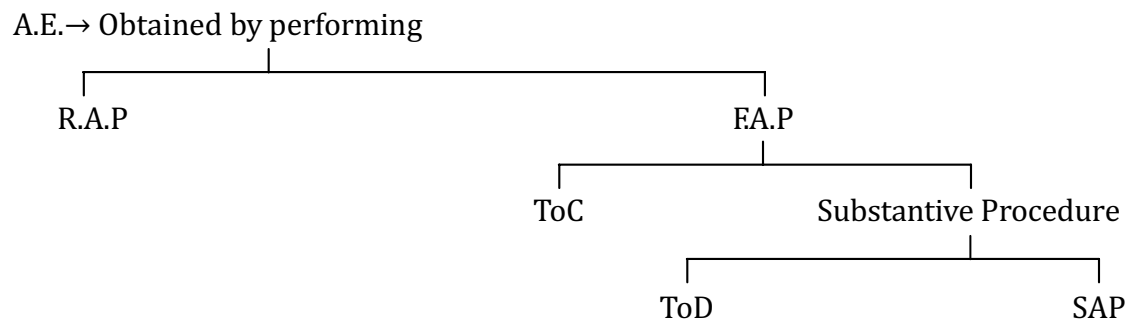 A.E.→ Obtained by performing
R.A.P F.A.P
ToC Substantive Procedure
ToD SAP